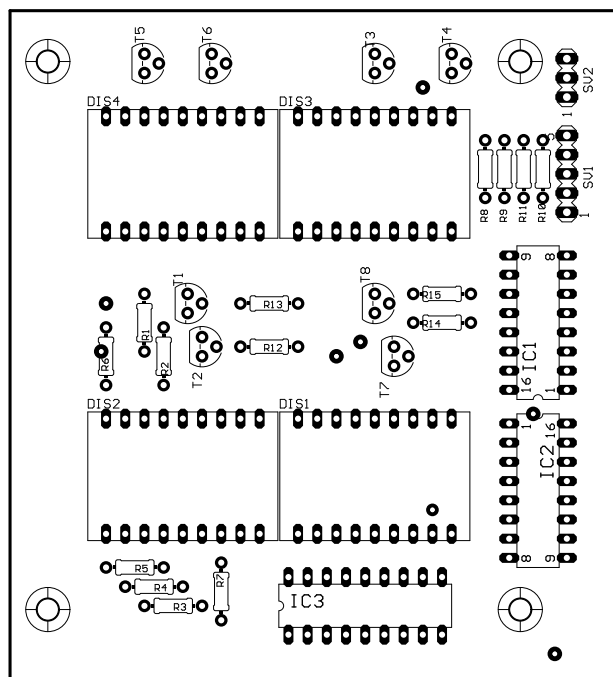 T5
T6
T3
T4
SV2
1
DIS4
DIS3
5
SV1
1
R8
R9
R11
R10
9
8
T1
T8
R13
R15
R1
R14
R12
R6
R2
T2
T7
IC1
16
1
DIS2
DIS1
1
16
IC2
8
9
R5
R4
R3
R7
IC3